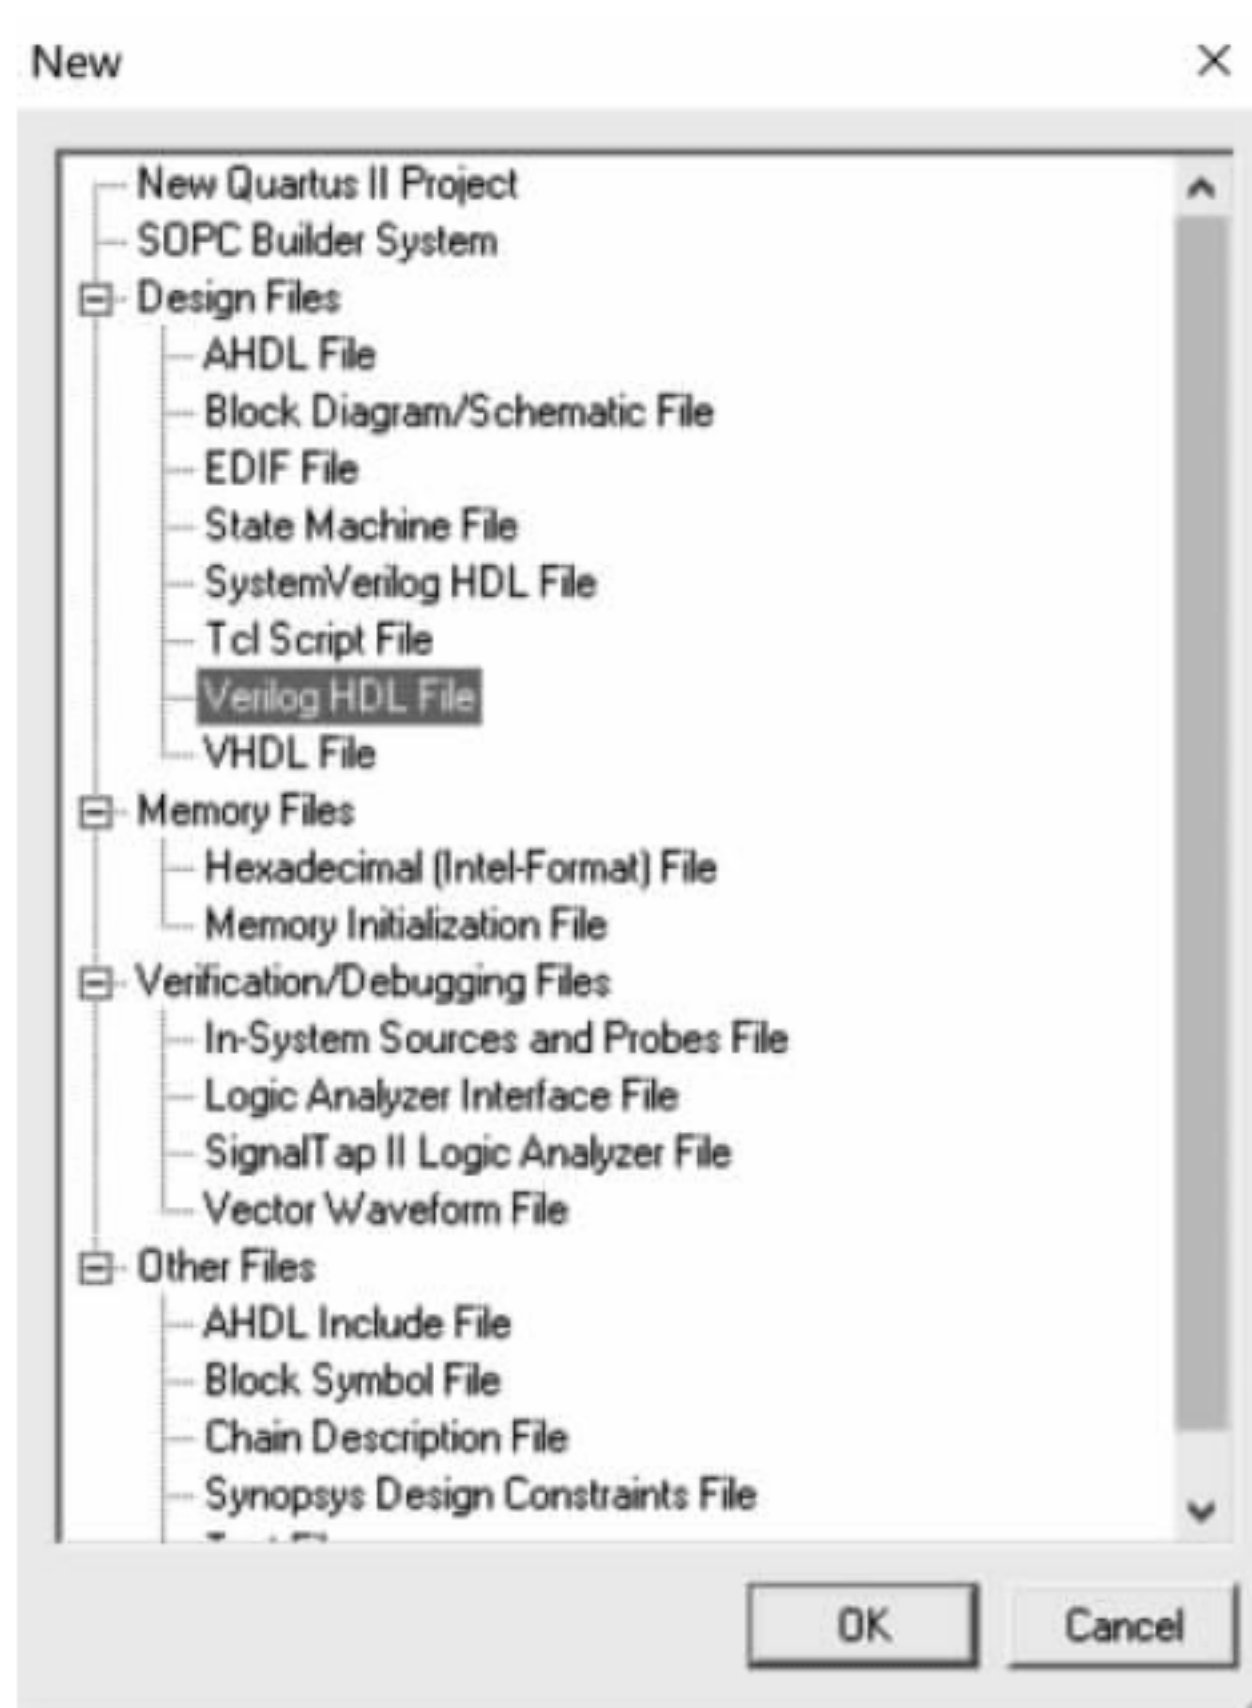 New
New Quartus II Project
SOPC Builder System
Design Files
AHDL File
Block Diagram/Schematic File
EDIF File
State Machine File
SystemVerilog HDL File
Tcl Script File
Verilog HDL File
VHDL File
Memory Files
Hexadecimal (Intel-Format) File
Memory Initialization File
Verification/Debugging Files
In-System Sources and Probes File
Logic Analyzer Interface File
SignalTap II Logic Analyzer File
Vector Waveform File
Other Files
AHDL Include File
Block Symbol File
Chain Description File
Synopsys Design Constraints File
OK Cancel